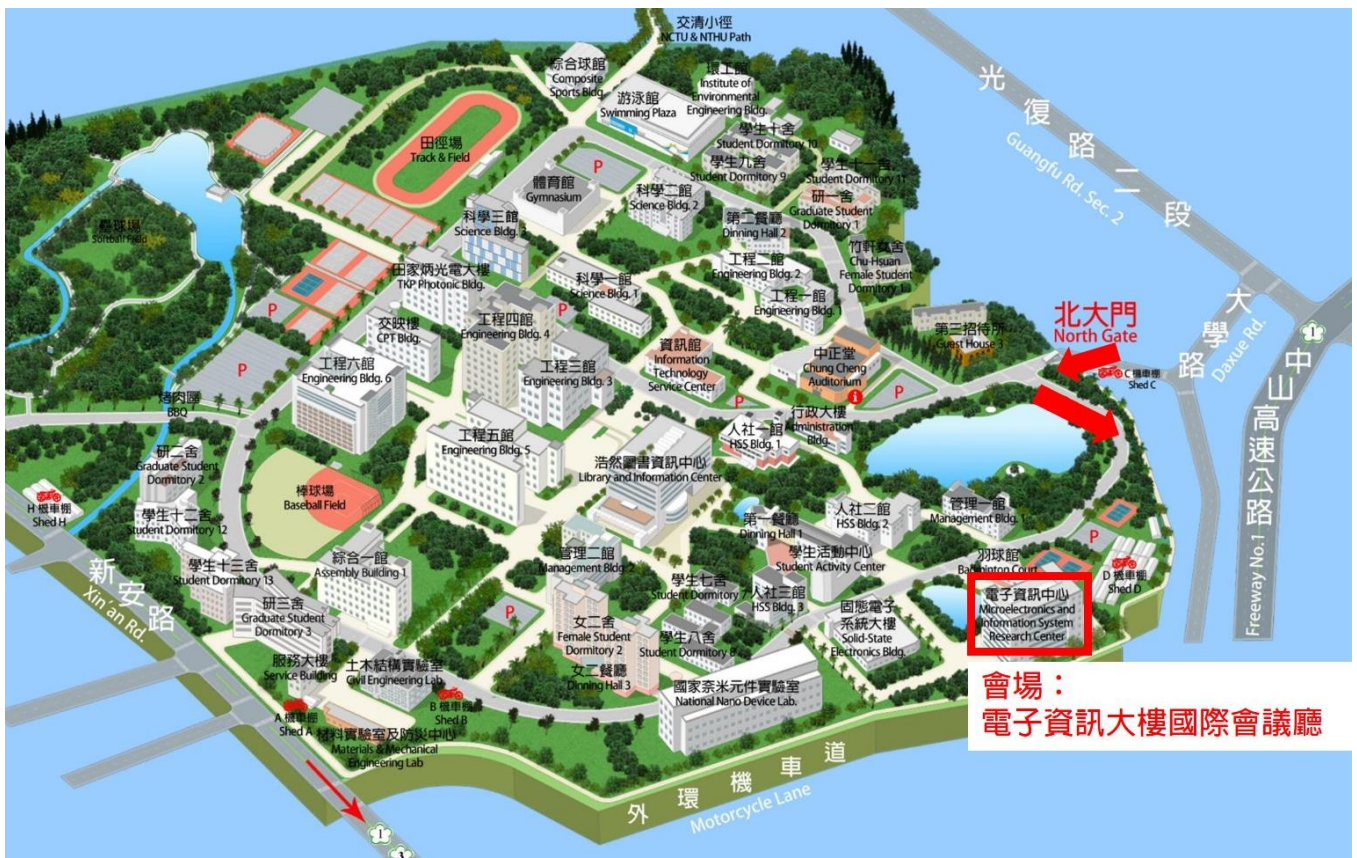 交清小徑
NCTU & NTHU Path
綜合球館
Composite
Sports Bldg.
游泳館
Swimming Plaza
環工館
Institute of
Environmental
Engineering Bldg.
學生十舍
Student Dormitory 10
學生九舍
Student Dormitory 9
學生十一舍
Student Dormitory 11
研一舍
Graduate Student
Dormitory 1
竹軒女舍
Chu Hsuan
Female Student
Dormitory 1
光復路二段
Guangfu Rd. Sec. 2
田徑場
Track & Field
體育館
Gymnasium
P
科學二館
Science Bldg. 2
第二餐廳
Dinning Hall 2
科學三館
Science Bldg. 3
壘球場
Softball Field
田家炳光電大樓
TKP Photonic Bldg.
科學一館
Science Bldg. 1
工程二館
Engineering Bldg. 2
工程一館
Engineering Bldg. 1
P
P
交映樓
CPT Bldg.
工程四館
Engineering Bldg. 4
資訊館
Information
Technology
Service Center
中正堂
Chung Cheng
Auditorium
i
P
第三招待所
Guest House 3
北大門
North Gate
C 機車棚
Shed C
大學路
Daxue Rd.
1
中山高速公路
Freeway No.1
P
工程六館
Engineering Bldg. 6
工程三館
Engineering Bldg. 3
P
烤肉區
BBQ
行政大樓
Administration
Bldg.
人社一館
HSS Bldg. 1
工程五館
Engineering Bldg. 5
浩然圖書資訊中心
Library and Information Center
研二舍
Graduate Student
Dormitory 2
棒球場
Baseball Field
H 機車棚
Shed H
學生十二舍
Student Dormitory 12
第一餐廳
Dinning Hall 1
人社二館
HSS Bldg. 2
管理一館
Management Bldg. 1
P
學生十三舍
Student Dormitory 13
綜合一館
Assembly Building 1
管理二館
Management Bldg. 2
學生活動中心
Student Activity Center
羽球館
Badminton Court
D 機車棚
Shed D
新安路
Xin'an Rd.
研三舍
Graduate Student
Dormitory 3
P
學生七舍
Student Dormitory 7
人社三館
HSS Bldg. 3
固態電子
系統大樓
Solid-State
Electronics Bldg.
電子資訊中心
Microelectronics and
Information System
Research Center
女二舍
Female Student
Dormitory 2
學生八舍
Student Dormitory 8
服務大樓
Service Building
土木結構實驗室
Civil Engineering Lab.
女二餐廳
Dinning Hall 3
國家奈米元件實驗室
National Nano Device Lab.
會場：
電子資訊大樓國際會議廳
A 機車棚
Shed A
B 機車棚
Shed B
材料實驗室及防災中心
Materials & Mechanical
Engineering Lab
外環機車道
Motorcycle Lane
1
3